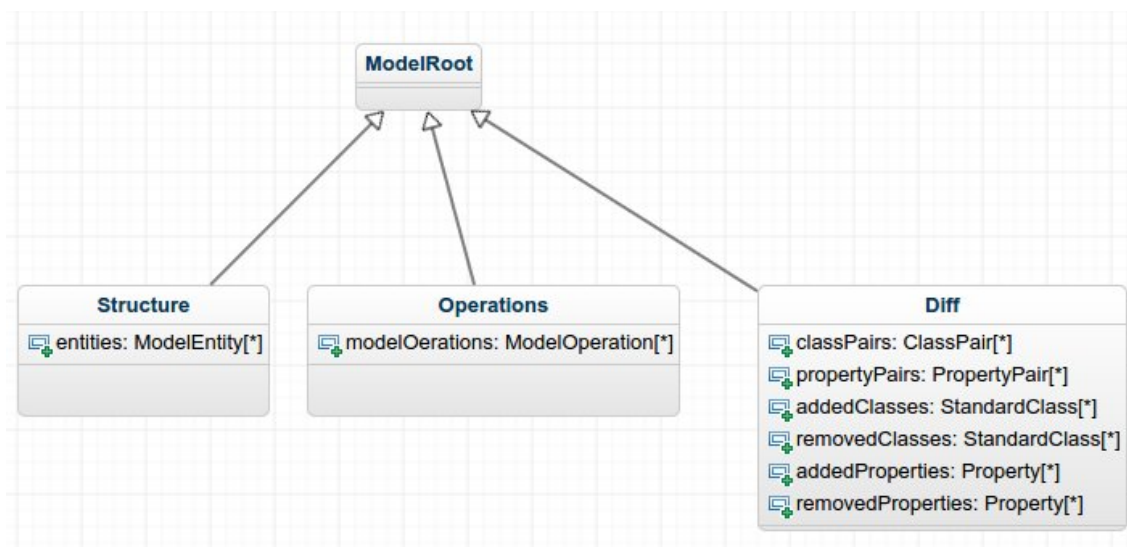 ModelRoot
Structure
entities: ModelEntity[*]
Operations
modelOerations: ModelOperation[*]
Diff
classPairs: ClassPair[*]
propertyPairs: PropertyPair[*]
addedClasses: StandardClass[*]
removedClasses: StandardClass[*]
addedProperties: Property[*]
removedProperties: Property[*]